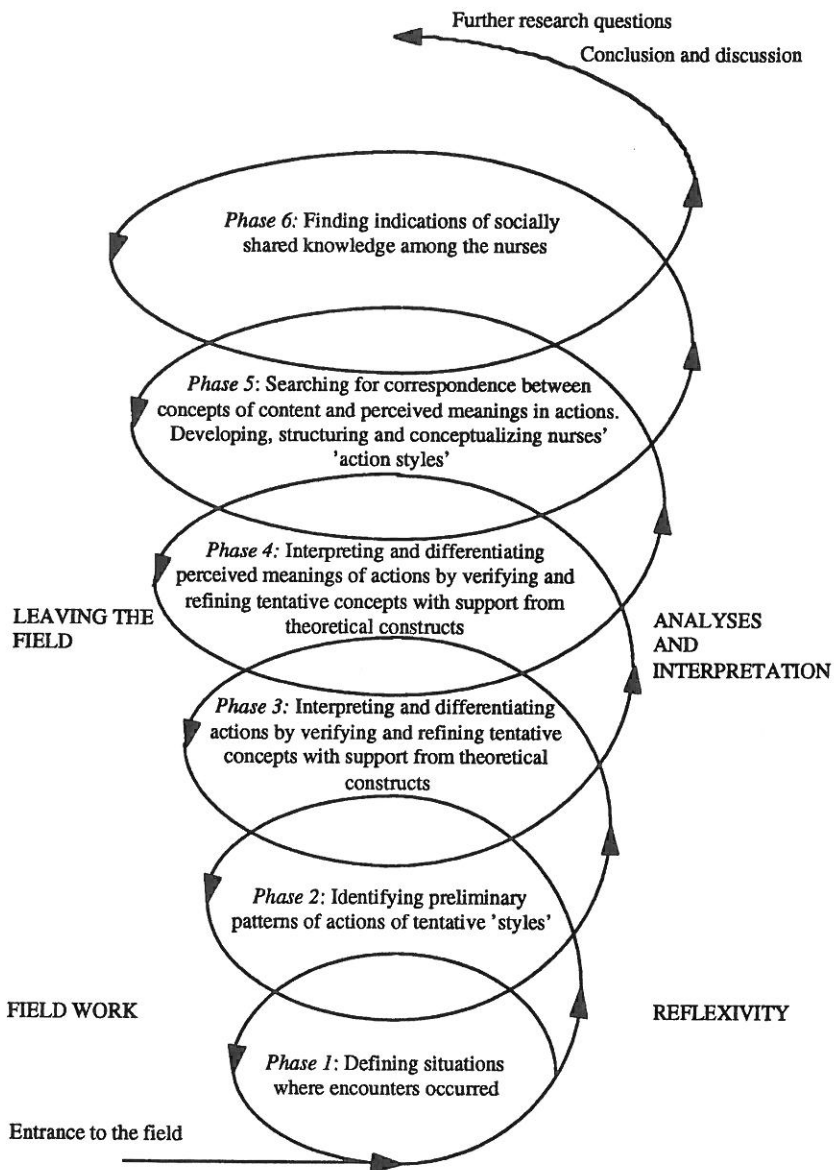 Further research questions
Conclusion and discussion
Phase 6: Finding indications of socially
shared knowledge among the nurses
Phase 5: Searching for correspondence between
concepts of content and perceived meanings in actions.
Developing, structuring and conceptualizing nurses'
'action styles'
Phase 4: Interpreting and differentiating
perceived meanings of actions by verifying and
refining tentative concepts with support from
theoretical constructs
LEAVING THE
FIELD
ANALYSES
AND
INTERPRETATION
Phase 3: Interpreting and differentiating
actions by verifying and refining tentative
concepts with support from theoretical
constructs
Phase 2: Identifying preliminary
patterns of actions of tentative 'styles'
FIELD WORK
REFLEXIVITY
Phase 1: Defining situations
where encounters occurred
Entrance to the field